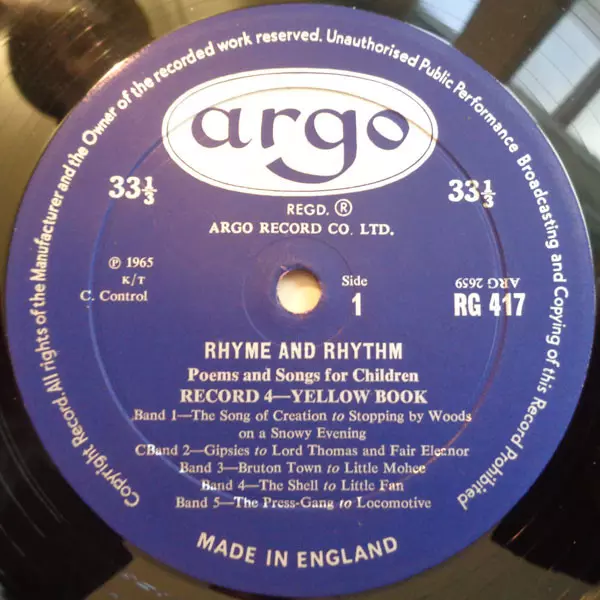 Copyright Record. All rights of the Manufacturer and the Owner of the recorded work reserved. Unauthorised Public Performance Broadcasting and Copying of this Record Prohibited
argo
33⅓ 33⅓
REGD. ®
ARGO RECORD CO. LTD.
℗ 1965
K/T
C. Control
Side
1
ARG 2659
RG 417
RHYME AND RHYTHM
Poems and Songs for Children
RECORD 4—YELLOW BOOK
Band 1—The Song of Creation to Stopping by Woods
on a Snowy Evening
CBand 2—Gipsies to Lord Thomas and Fair Eleanor
Band 3—Bruton Town to Little Mohee
Band 4—The Shell to Little Fan
Band 5—The Press-Gang to Locomotive
MADE IN ENGLAND